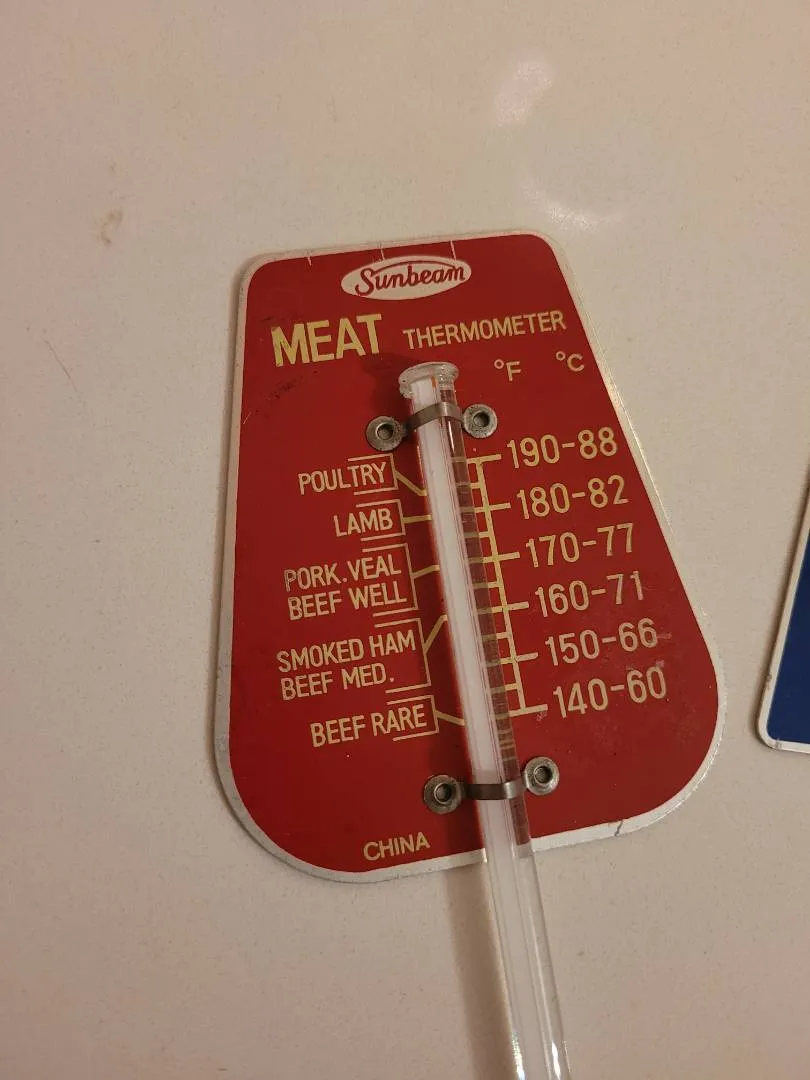 Sunbeam
MEAT THERMOMETER
°F °C
POULTRY
190-88
LAMB
180-82
PORK. VEAL
BEEF WELL
170-77
160-71
SMOKED HAM
BEEF MED.
150-66
BEEF RARE
140-60
CHINA